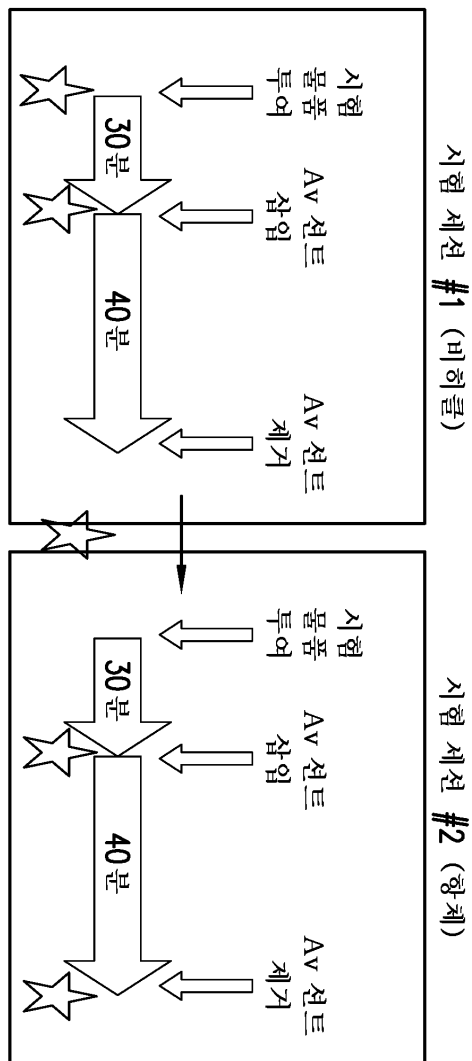 시험 세션 #1 (비히클)
시험
물품
투여
Av 션트
삽입
Av 션트
제거
30분
40분
시험 세션 #2 (항체)
시험
물품
투여
Av 션트
삽입
Av 션트
제거
30분
40분